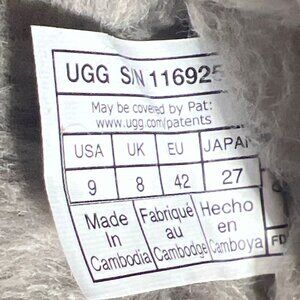 UGG S/N 116925
May be covered by Pat:
www.ugg.com/patents
USA UK EU JAPAN
9 8 42 27
Made Fabriqué Hecho
In au en
Cambodia Cambodge Camboya
FD